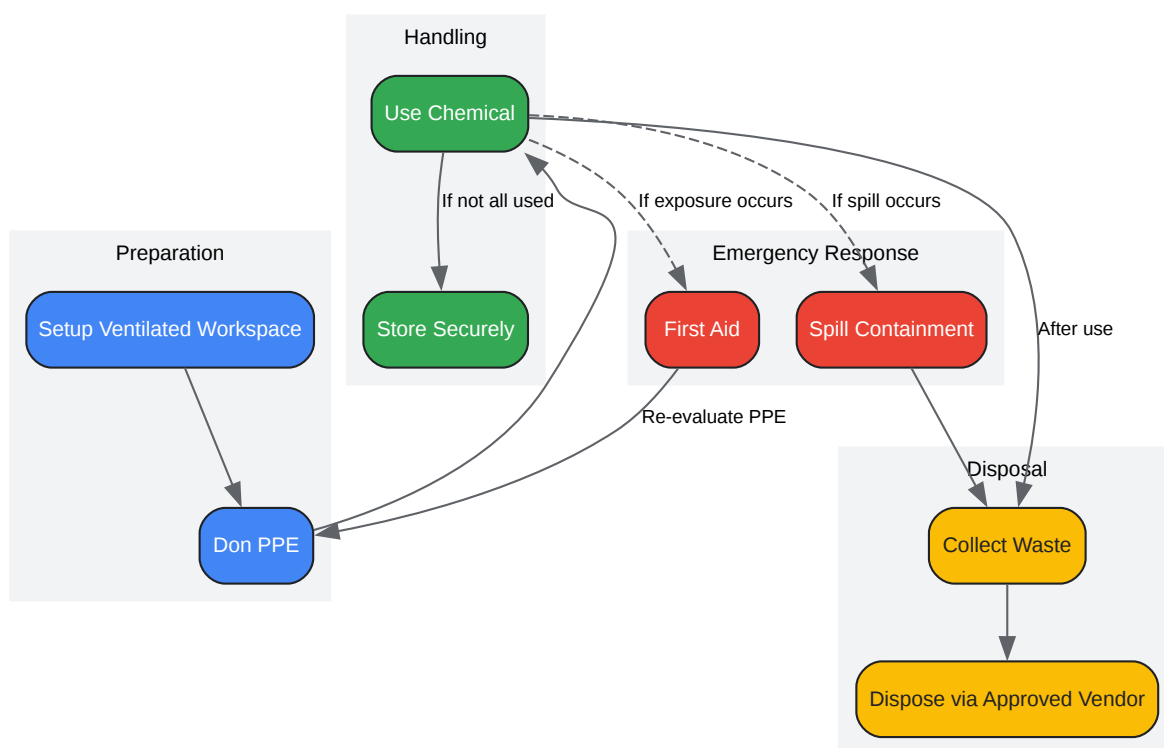 Handling
Use Chemical
If not all used
If exposure occurs
If spill occurs
Preparation
Emergency Response
Setup Ventilated Workspace
Store Securely
First Aid
Spill Containment
After use
Re-evaluate PPE
Disposal
Don PPE
Collect Waste
Dispose via Approved Vendor